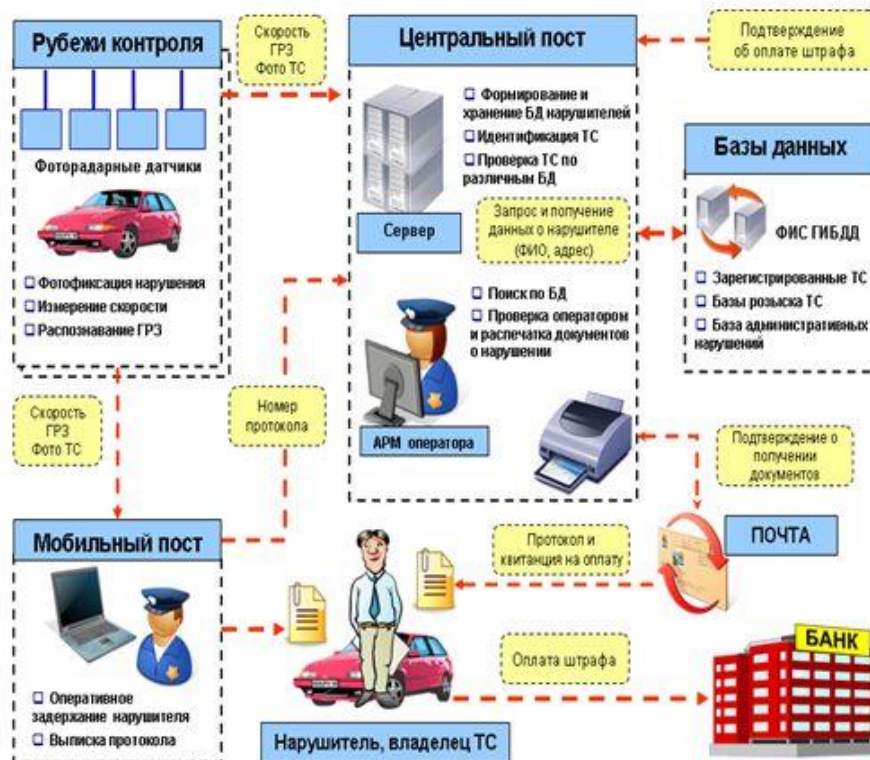 Рубежи контроля
Фоторадарные датчики
Фотофиксация нарушения
Измерение скорости
Распознавание ГРЗ
Скорость
ГРЗ
Фото ТС
Центральный пост
Формирование и
хранение БД нарушителей
Идентификация ТС
Проверка ТС по
различным БД
Сервер
Запрос и получение
данных о нарушителе
(ФИО, адрес)
Поиск по БД
Проверка оператором
и распечатка документов
о нарушении
АРМ оператора
Подтверждение
об оплате штрафа
Базы данных
ФИС ГИБДД
Зарегистрированные ТС
Базы розыска ТС
База административных
нарушений
Скорость
ГРЗ
Фото ТС
Номер
протокола
Подтверждение о
получении
документов
Мобильный пост
Оперативное
задержание нарушителя
Выписка протокола
Протокол и
квитанция на оплату
ПОЧТА
Оплата штрафа
БАНК
Нарушитель, владелец ТС